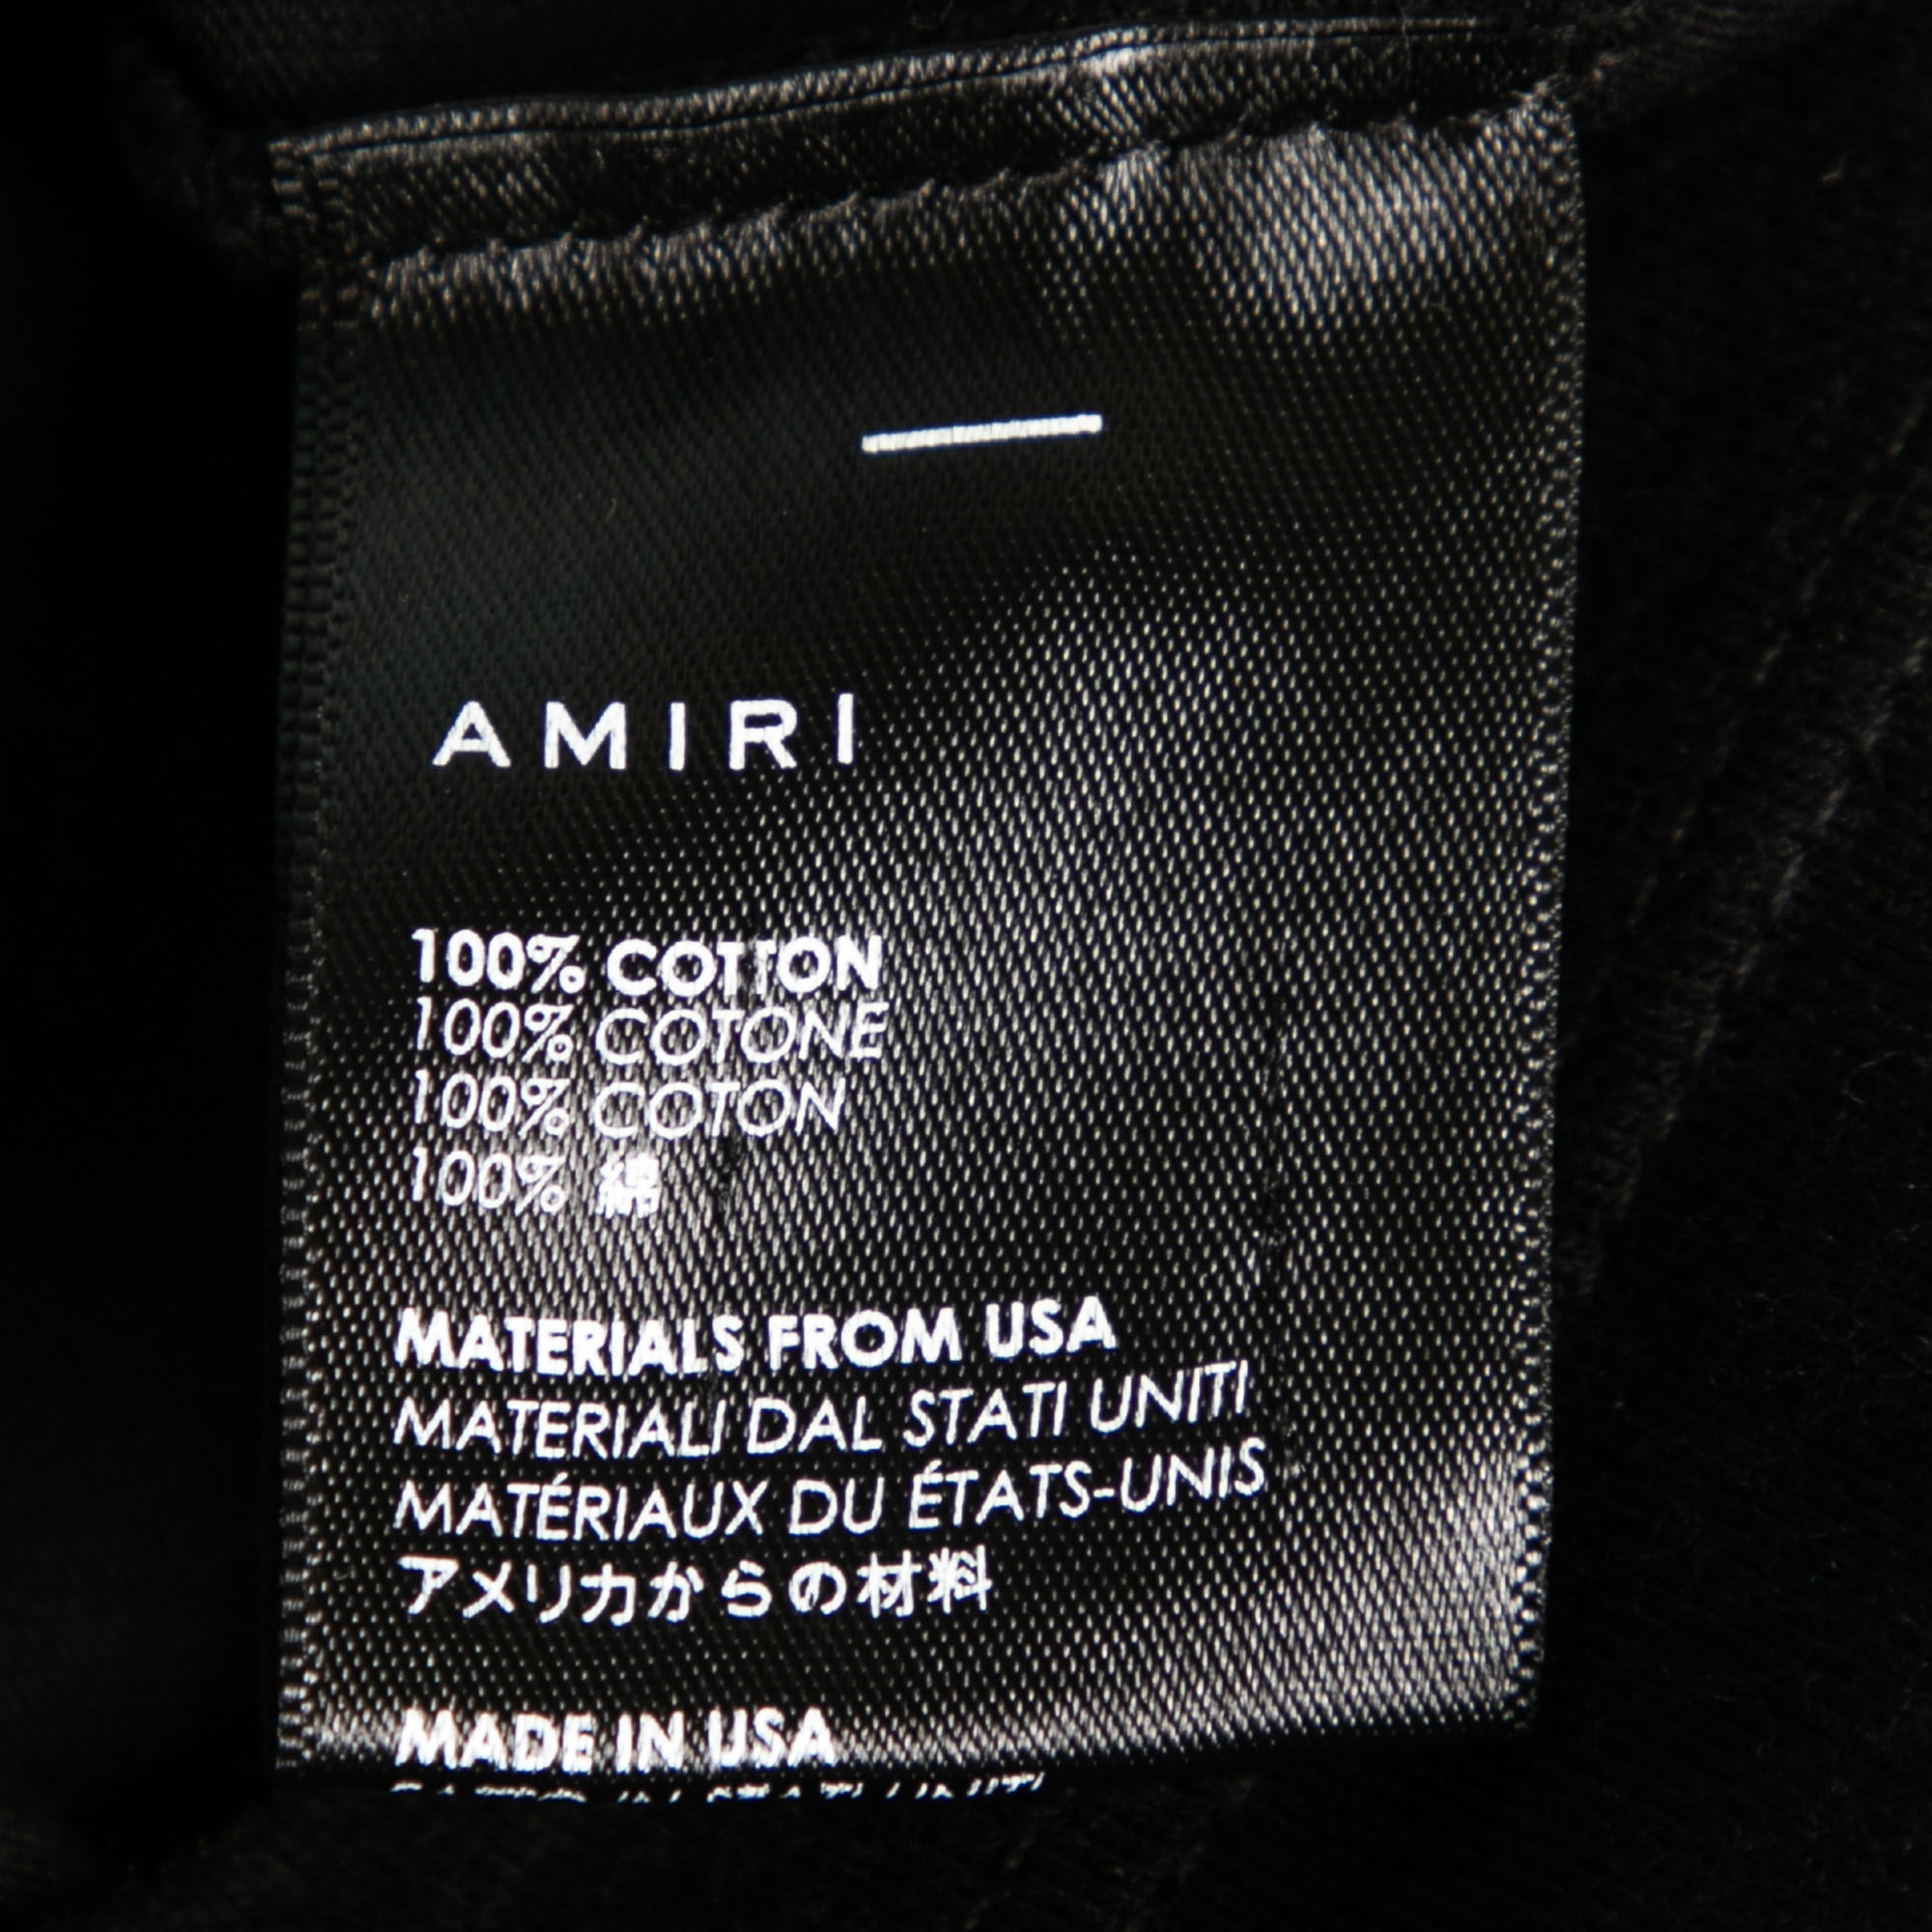 AMIRI
100% COTTON
100% COTONE
100% COTON
100% 綿
MATERIALS FROM USA
MATERIALI DAL STATI UNITI
MATÉRIAUX DU ÉTATS-UNIS
アメリカからの材料
MADE IN USA